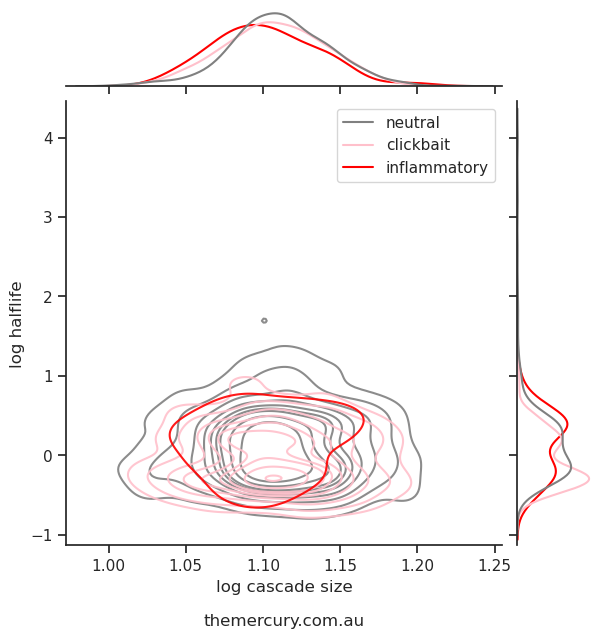 neutral
clickbait
inflammatory
4
3
2
1
0
−1
log halflife
1.00 1.05 1.10 1.15 1.20 1.25
log cascade size
themercury.com.au